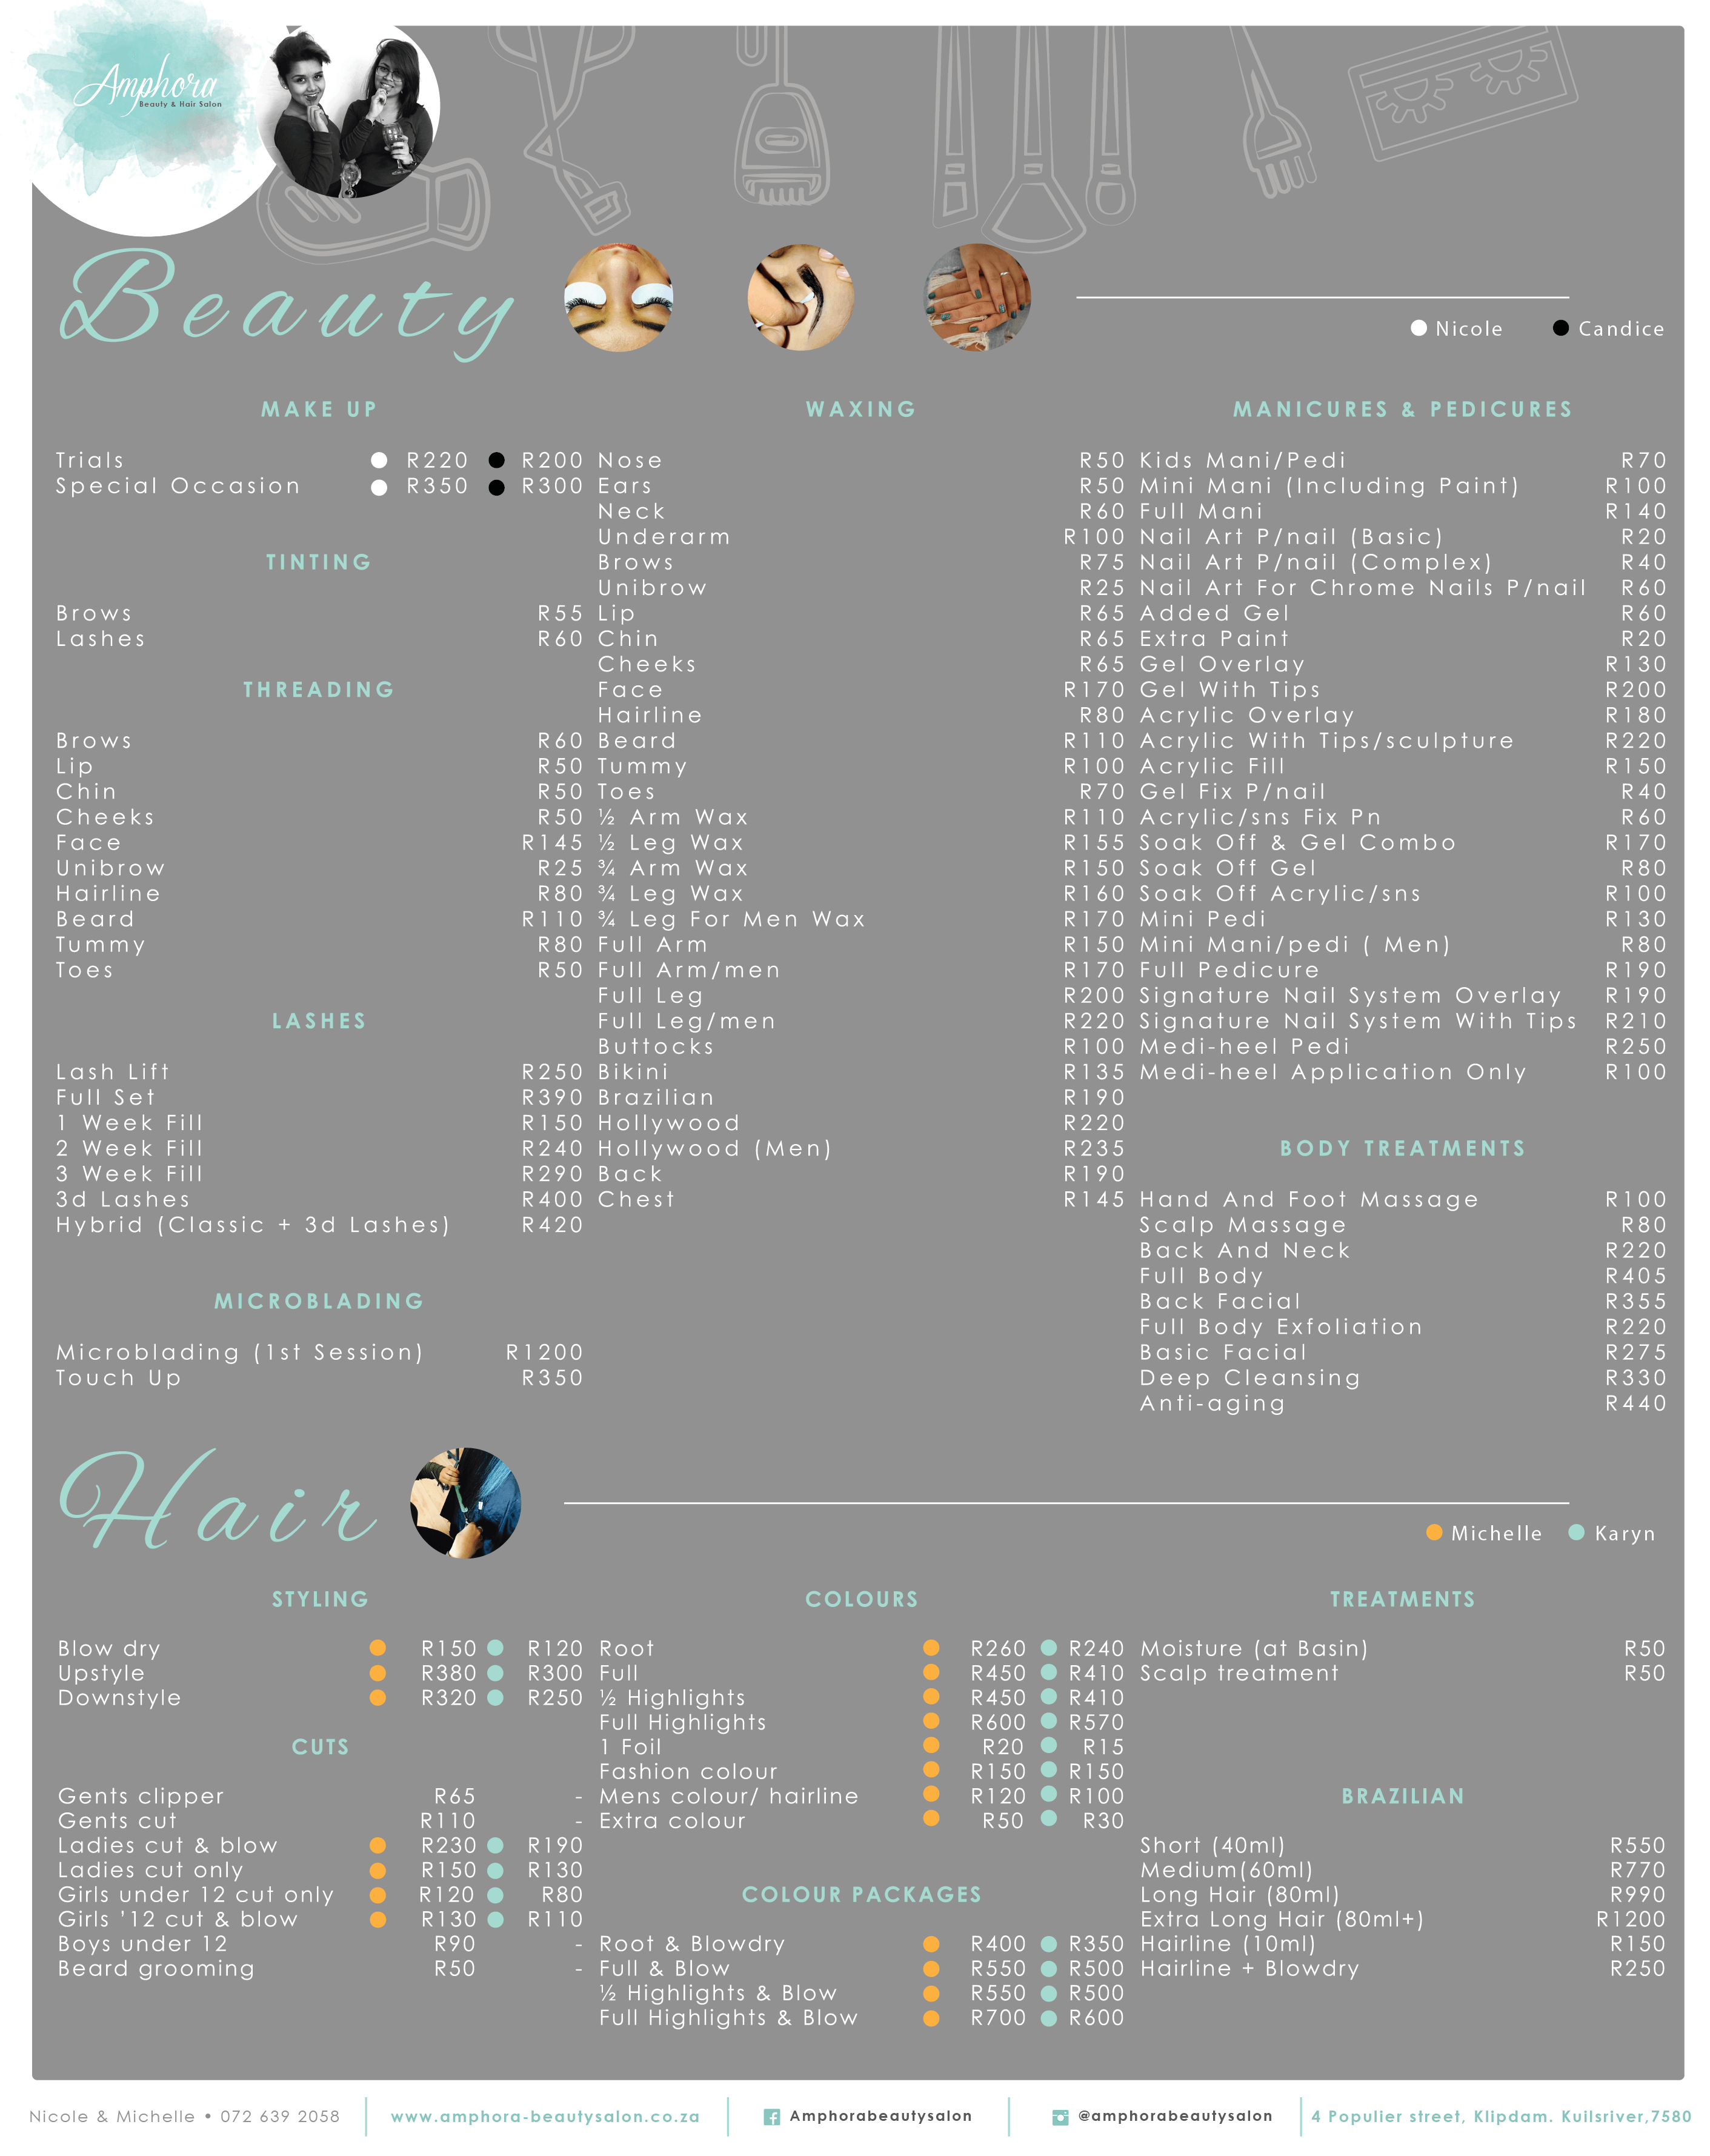 Amphora
Beauty & Hair Salon
Beauty
Nicole Candice
MAKE UP
Trials R220 R200
Special Occasion R350 R300
TINTING
Brows R55
Lashes R60
THREADING
Brows R60
Lip R50
Chin R50
Cheeks R50
Face R145
Unibrow R25
Hairline R80
Beard R110
Tummy R80
Toes R50
LASHES
Lash Lift R250
Full Set R390
1 Week Fill R150
2 Week Fill R240
3 Week Fill R290
3d Lashes R400
Hybrid (Classic + 3d Lashes) R420
MICROBLADING
Microblading (1st Session) R1200
Touch Up R350
WAXING
Nose R50
Ears R50
Neck R60
Underarm R100
Brows R75
Unibrow R25
Lip R65
Chin R65
Cheeks R65
Face R170
Hairline R80
Beard R110
Tummy R100
Toes R70
½ Arm Wax R110
½ Leg Wax R155
¾ Arm Wax R150
¾ Leg Wax R160
¾ Leg For Men Wax R170
Full Arm R150
Full Arm/men R170
Full Leg R200
Full Leg/men R220
Buttocks R100
Bikini R135
Brazilian R190
Hollywood R220
Hollywood (Men) R235
Back R190
Chest R145
MANICURES & PEDICURES
Kids Mani/Pedi R70
Mini Mani (Including Paint) R100
Full Mani R140
Nail Art P/nail (Basic) R20
Nail Art P/nail (Complex) R40
Nail Art For Chrome Nails P/nail R60
Added Gel R60
Extra Paint R20
Gel Overlay R130
Gel With Tips R200
Acrylic Overlay R180
Acrylic With Tips/sculpture R220
Acrylic Fill R150
Gel Fix P/nail R40
Acrylic/sns Fix Pn R60
Soak Off & Gel Combo R170
Soak Off Gel R80
Soak Off Acrylic/sns R100
Mini Pedi R130
Mini Mani/pedi ( Men) R80
Full Pedicure R190
Signature Nail System Overlay R190
Signature Nail System With Tips R210
Medi-heel Pedi R250
Medi-heel Application Only R100
BODY TREATMENTS
Hand And Foot Massage R100
Scalp Massage R80
Back And Neck R220
Full Body R405
Back Facial R355
Full Body Exfoliation R220
Basic Facial R275
Deep Cleansing R330
Anti-aging R440
Hair
Michelle Karyn
STYLING
Blow dry R150 R120
Upstyle R380 R300
Downstyle R320 R250
CUTS
Gents clipper R65 -
Gents cut R110 -
Ladies cut & blow R230 R190
Ladies cut only R150 R130
Girls under 12 cut only R120 R80
Girls '12 cut & blow R130 R110
Boys under 12 R90 -
Beard grooming R50 -
COLOURS
Root R260 R240
Full R450 R410
½ Highlights R450 R410
Full Highlights R600 R570
1 Foil R20 R15
Fashion colour R150 R150
Mens colour/ hairline R120 R100
Extra colour R50 R30
COLOUR PACKAGES
Root & Blowdry R400 R350
Full & Blow R550 R500
½ Highlights & Blow R550 R500
Full Highlights & Blow R700 R600
TREATMENTS
Moisture (at Basin) R50
Scalp treatment R50
BRAZILIAN
Short (40ml) R550
Medium(60ml) R770
Long Hair (80ml) R990
Extra Long Hair (80ml+) R1200
Hairline (10ml) R150
Hairline + Blowdry R250
Nicole & Michelle • 072 639 2058
www.amphora-beautysalon.co.za
Amphorabeautysalon
@amphorabeautysalon
4 Populier street, Klipdam. Kuilsriver,7580